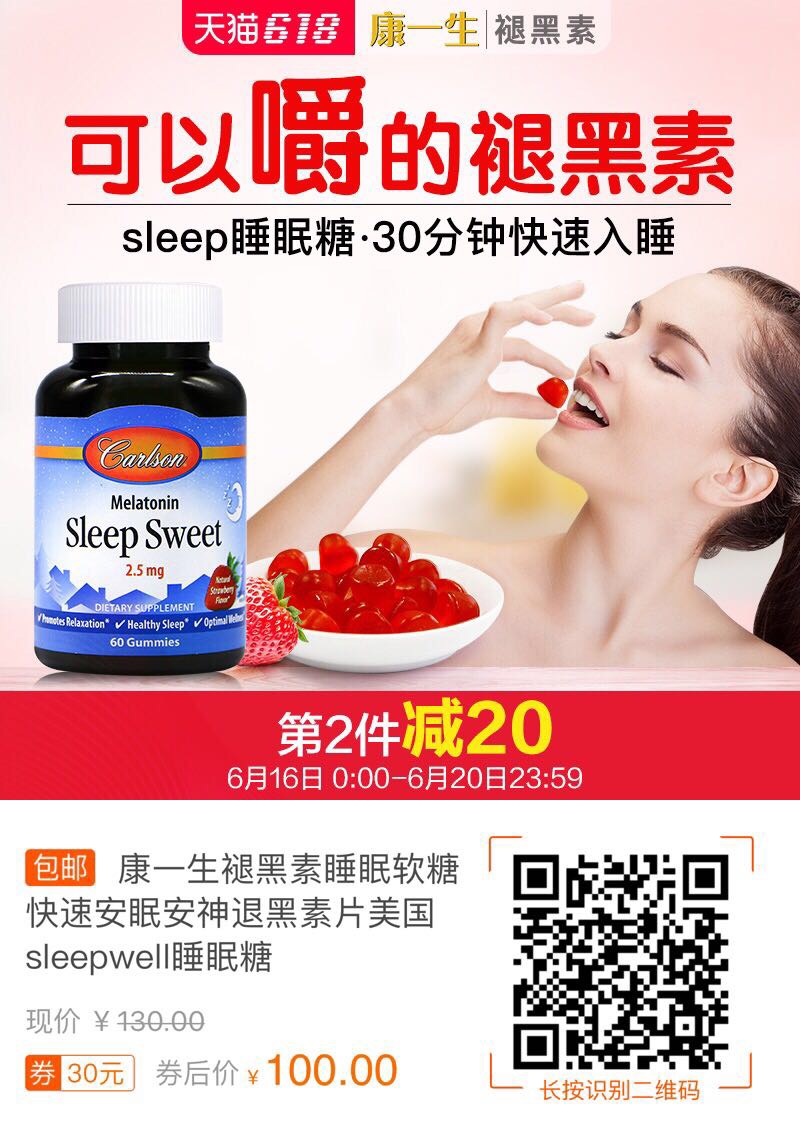 天猫618 康一生 褪黑素
可以嚼的褪黑素
sleep睡眠糖·30分钟快速入睡
Carlson
Melatonin
Sleep Sweet
2.5 mg
Natural
Strawberry
Flavor
DIETARY SUPPLEMENT
✓Promotes Relaxation* ✓Healthy Sleep* ✓Optimal Wellness
60 Gummies
第2件减20
6月16日 0:00-6月20日23:59
包邮 康一生褪黑素睡眠软糖
快速安眠安神退黑素片美国
sleepwell睡眠糖
现价 ¥130.00
券 30元 券后价 ¥100.00
长按识别二维码